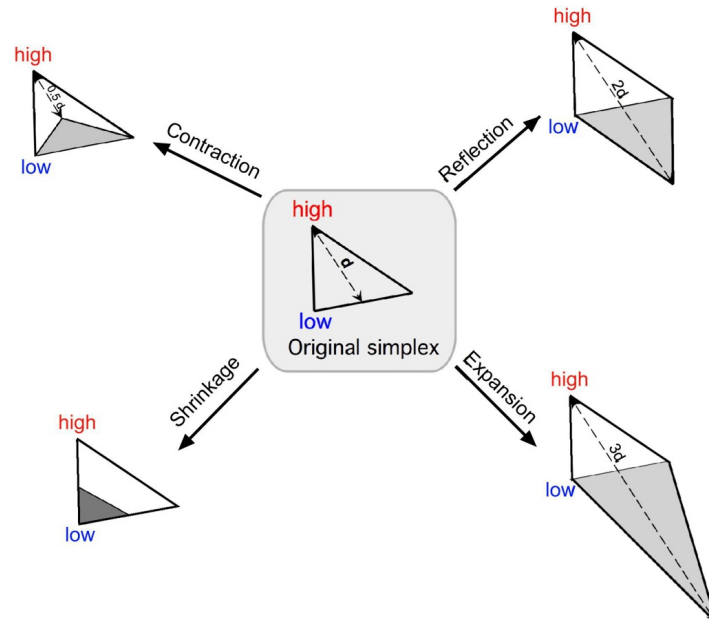 high
0.5 d
low
Contraction
high
2d
low
Reflection
high
d
low
Original simplex
Shrinkage
high
low
Expansion
high
3d
low